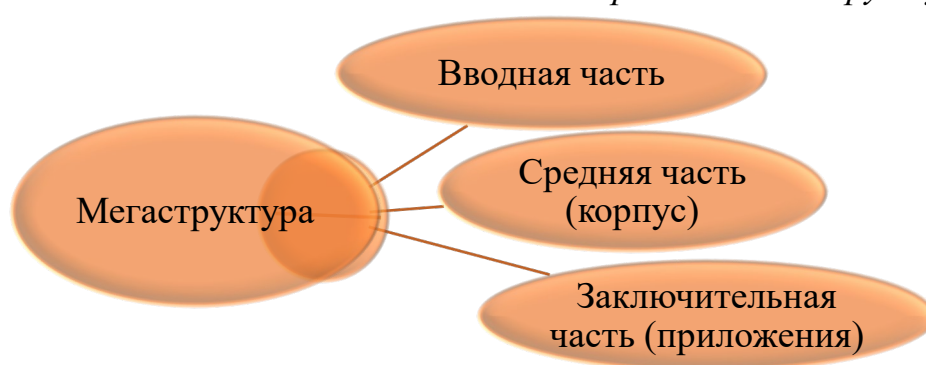 Вводная часть
Средняя часть
(корпус)
Мегаструктура
Заключительная
часть (приложения)